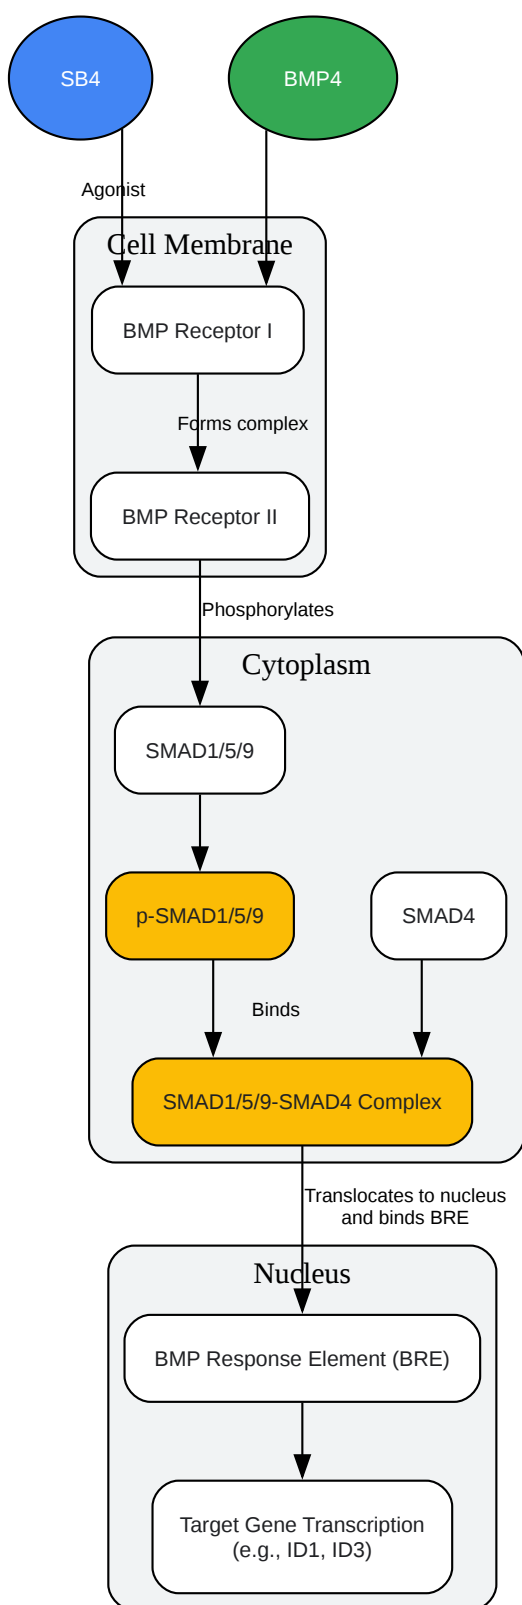 SB4
BMP4
Agonist
Cell Membrane
BMP Receptor I
Forms complex
BMP Receptor II
Phosphorylates
Cytoplasm
SMAD1/5/9
p-SMAD1/5/9
SMAD4
Binds
SMAD1/5/9-SMAD4 Complex
Translocates to nucleus
and binds BRE
Nucleus
BMP Response Element (BRE)
Target Gene Transcription
(e.g., ID1, ID3)